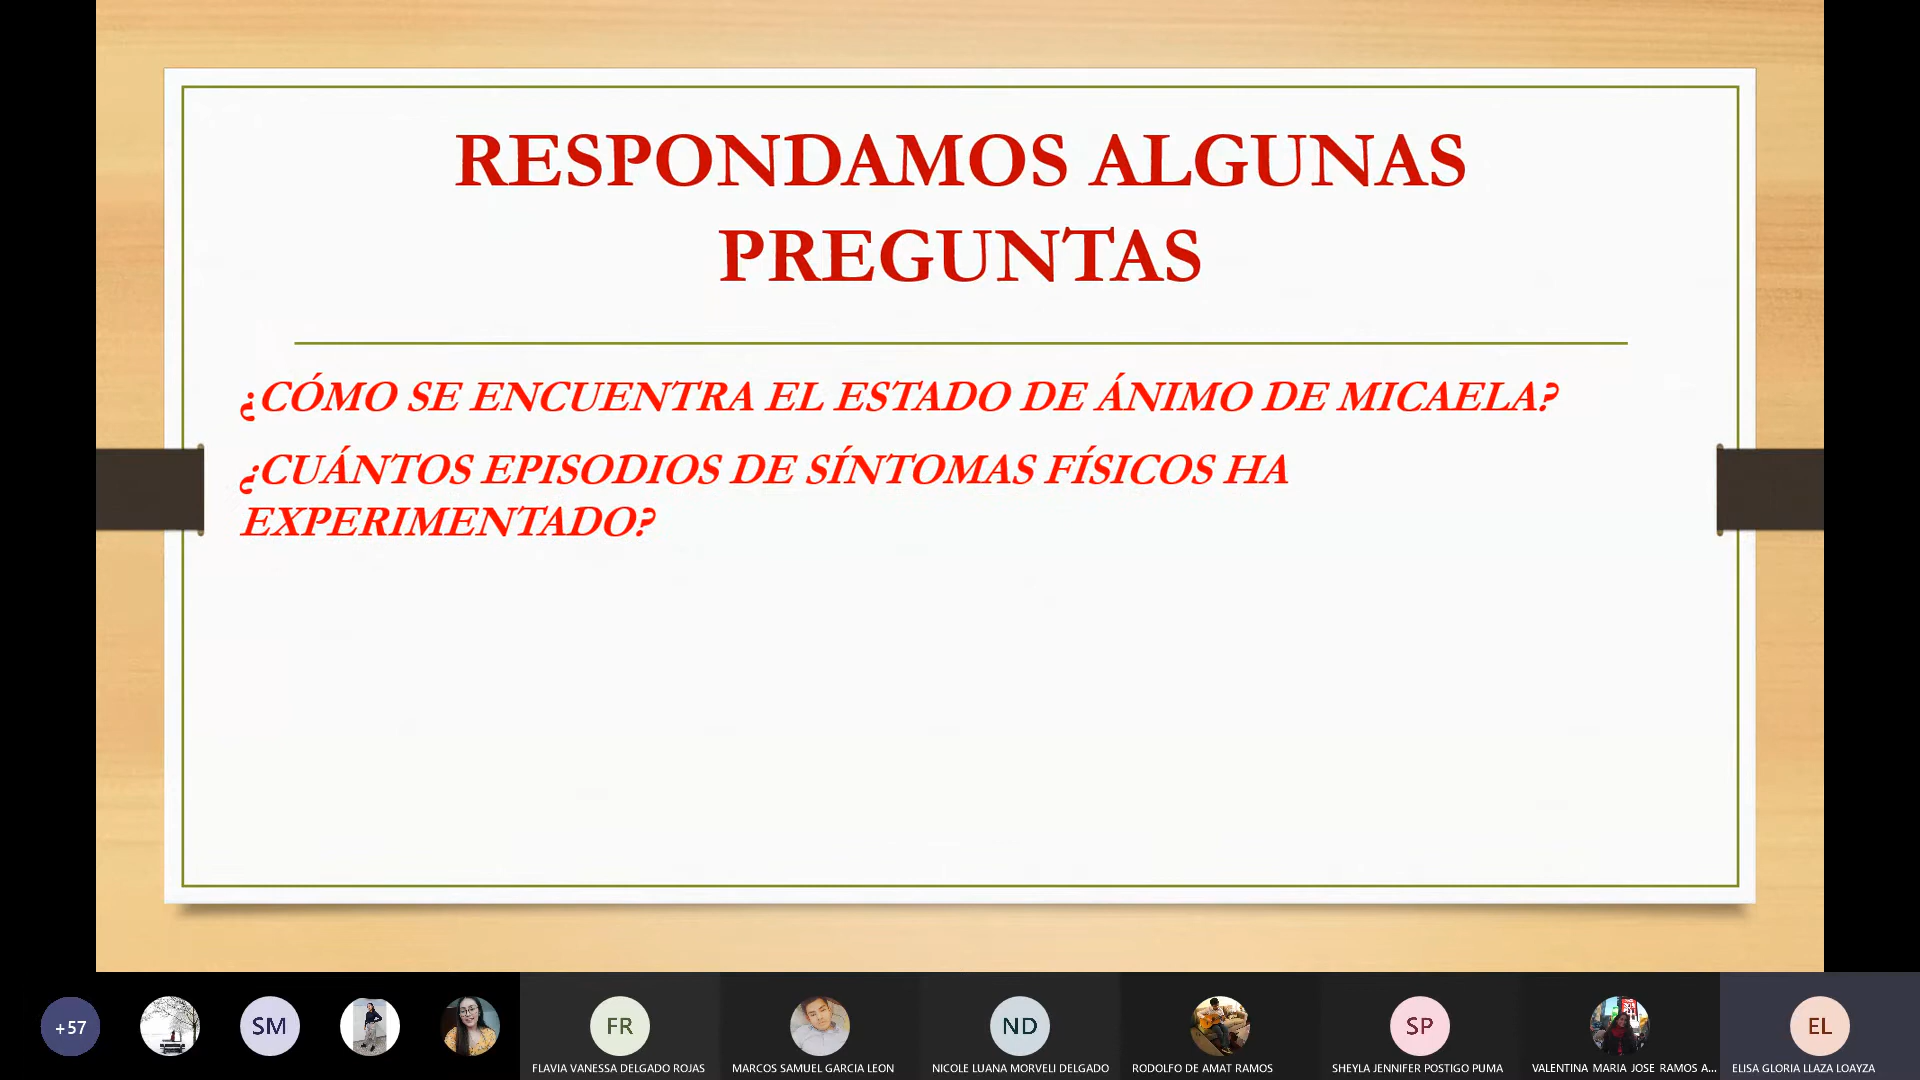 RESPONDAMOS ALGUNAS
PREGUNTAS
¿CÓMO SE ENCUENTRA EL ESTADO DE ÁNIMO DE MICAELA?
¿CUÁNTOS EPISODIOS DE SÍNTOMAS FÍSICOS HA
EXPERIMENTADO?
+57
SM
FR
ND
SP
EL
FLAVIA VANESSA DELGADO ROJAS
MARCOS SAMUEL GARCIA LEON
NICOLE LUANA MORVELI DELGADO
RODOLFO DE AMAT RAMOS
SHEYLA JENNIFER POSTIGO PUMA
VALENTINA MARIA JOSE RAMOS A...
ELISA GLORIA LLAZA LOAYZA